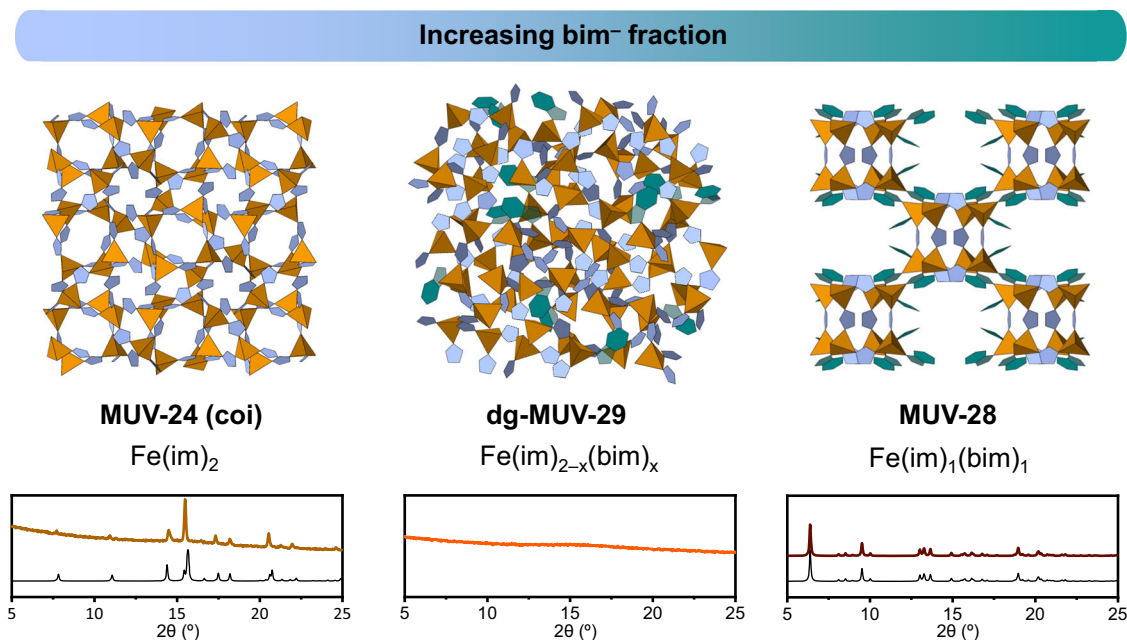 Increasing bim⁻ fraction
MUV-24 (coi) dg-MUV-29 MUV-28
Fe(im)₂ Fe(im)₂₋ₓ(bim)ₓ Fe(im)₁(bim)₁
5 10 15 20 25 5 10 15 20 25 5 10 15 20 25
2θ (º) 2θ (º) 2θ (º)